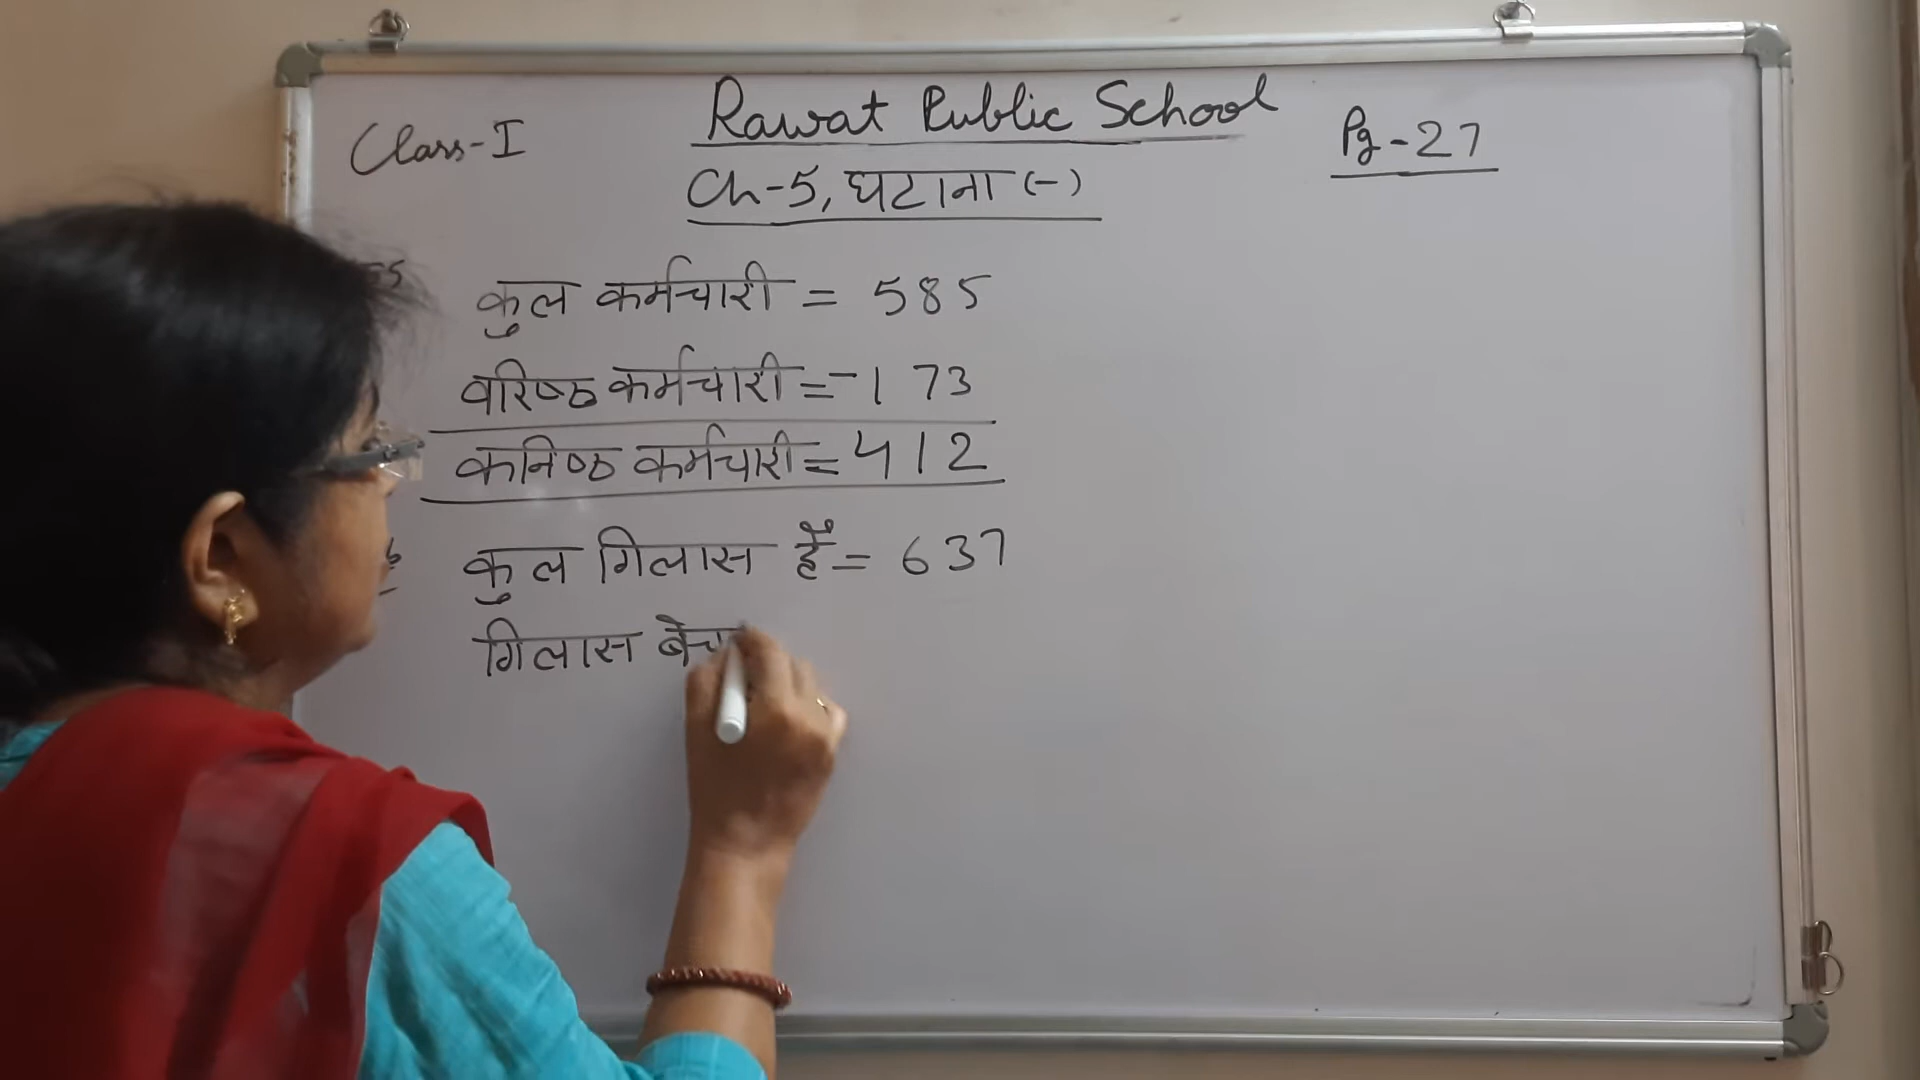 Rawat Public School
Class-I
Pg-27
Ch-5, घटाना (-)
कुल कर्मचारी = 585
वरिष्ठ कर्मचारी = -173
कनिष्ठ कर्मचारी = 412
कुल गिलास हैं = 637
गिलास